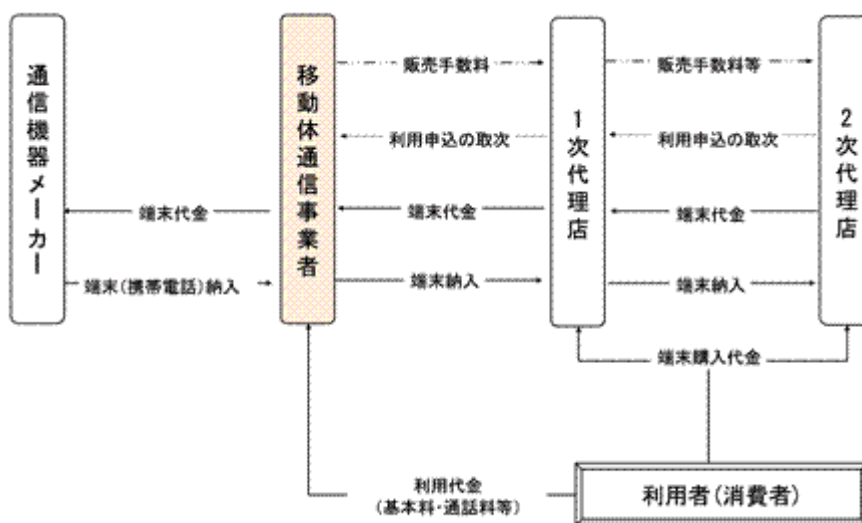 通信機器メーカー
移動体通信事業者
1次代理店
2次代理店
販売手数料
販売手数料等
利用申込の取次
利用申込の取次
端末代金
端末代金
端末代金
端末(携帯電話)納入
端末納入
端末納入
端末購入代金
利用代金
(基本料・通話料等)
利用者(消費者)